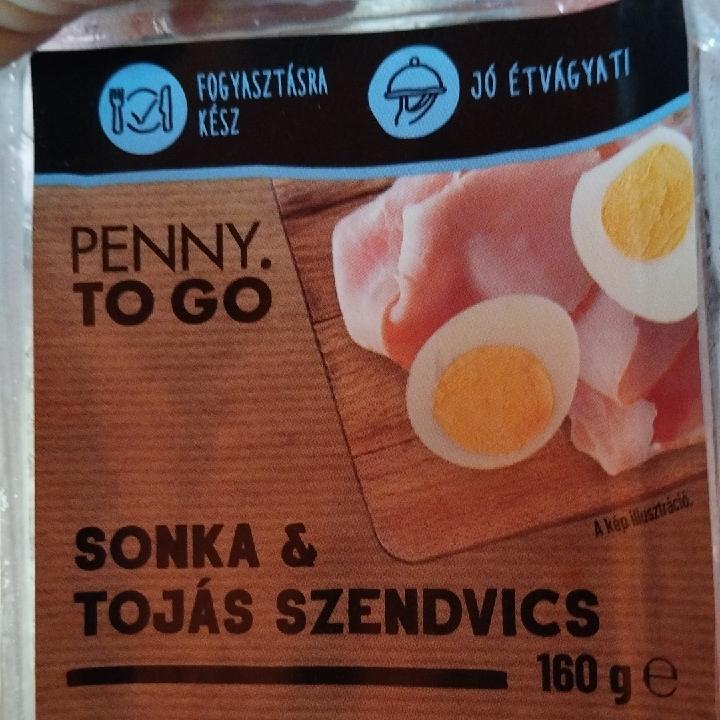 FOGYASZTÁSRA
KÉSZ
JÓ ÉTVÁGYAT!
PENNY.
TO GO
A kép illusztráció.
SONKA &
TOJÁS SZENDVICS
160 g ℮